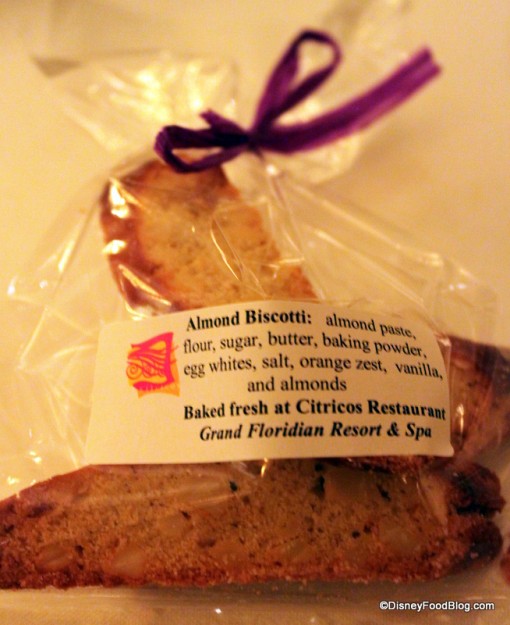 Almond Biscotti: almond paste,
flour, sugar, butter, baking powder,
egg whites, salt, orange zest, vanilla,
and almonds
Baked fresh at Citricos Restaurant
Grand Floridian Resort & Spa
©DisneyFoodBlog.com